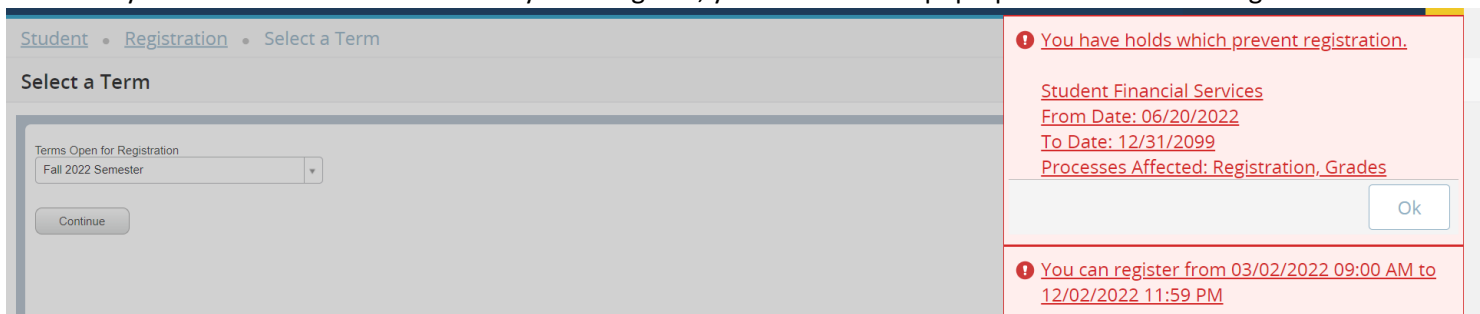 Student • Registration • Select a Term
Select a Term
Terms Open for Registration
Fall 2022 Semester
Continue
You have holds which prevent registration.
Student Financial Services
From Date: 06/20/2022
To Date: 12/31/2099
Processes Affected: Registration, Grades
Ok
You can register from 03/02/2022 09:00 AM to
12/02/2022 11:59 PM